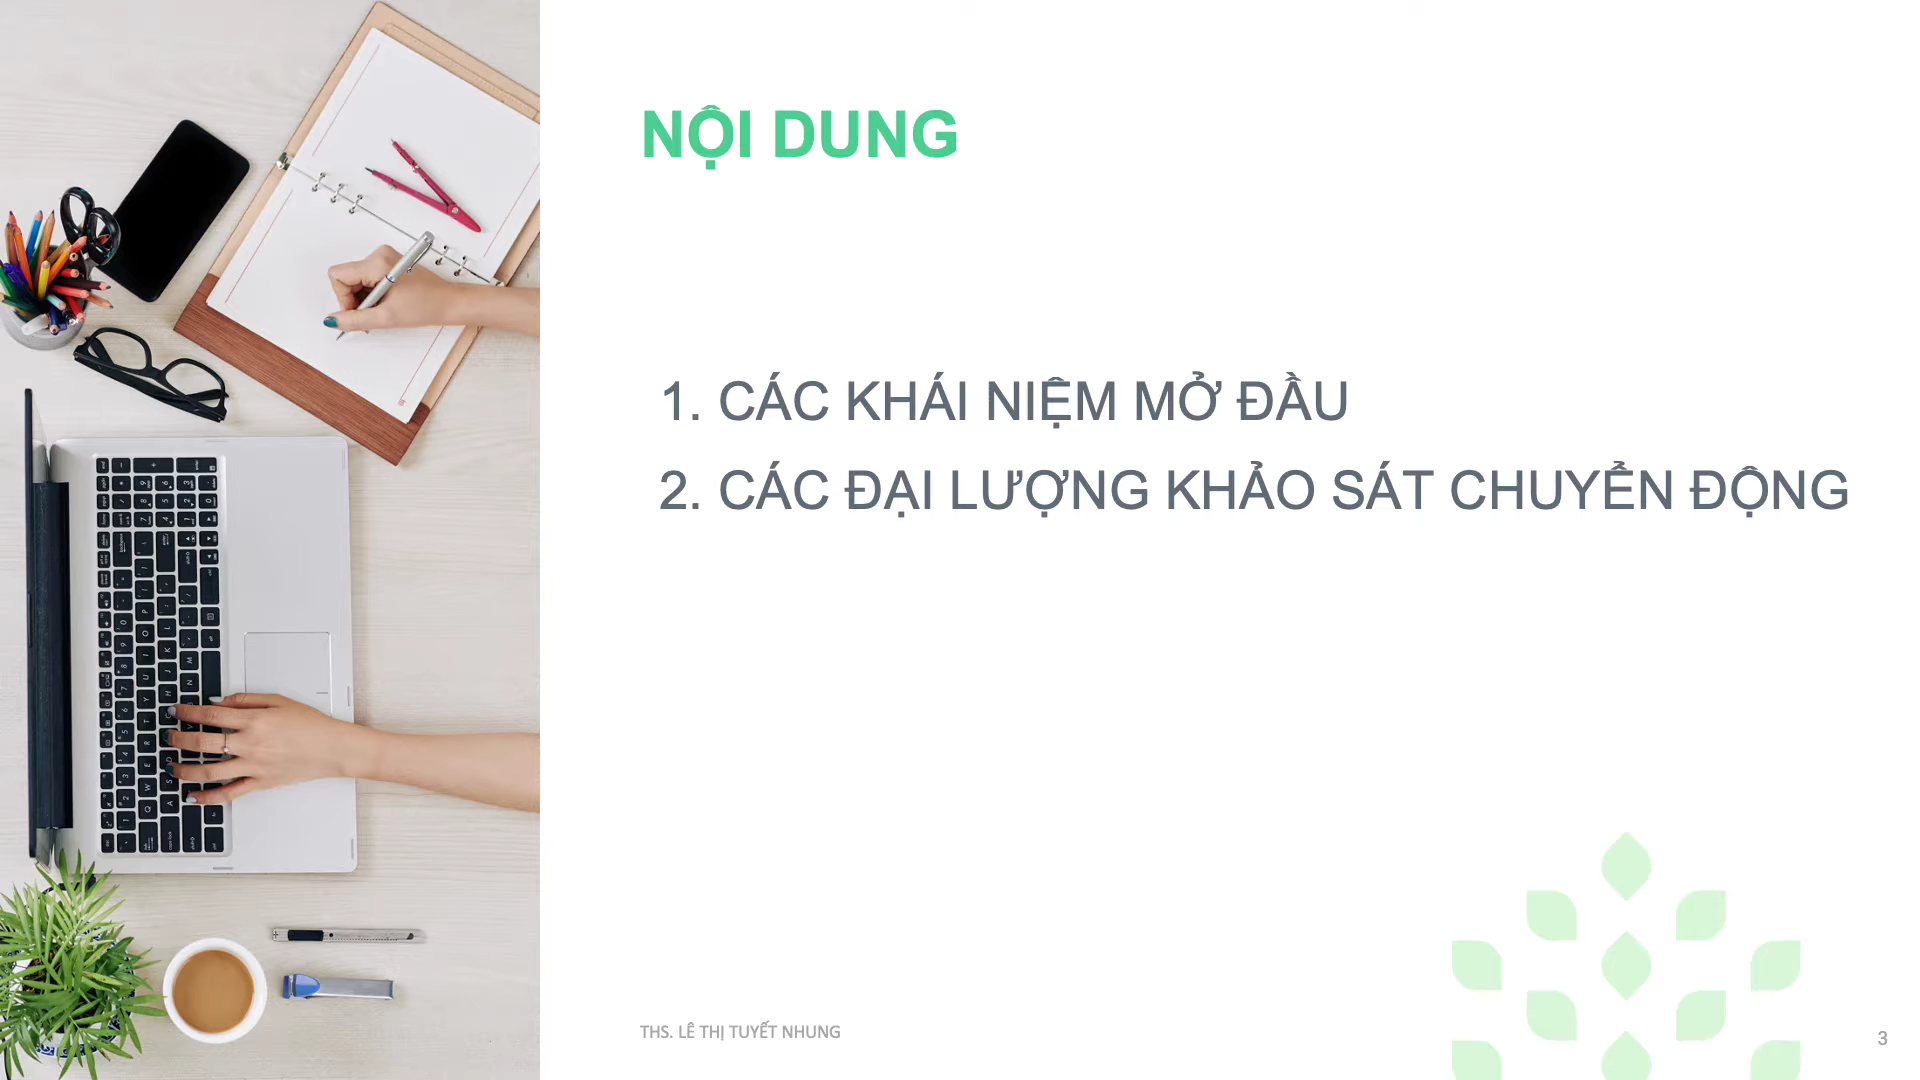 NỘI DUNG
1. CÁC KHÁI NIỆM MỞ ĐẦU
2. CÁC ĐẠI LƯỢNG KHẢO SÁT CHUYỂN ĐỘNG
THS. LÊ THỊ TUYẾT NHUNG
3